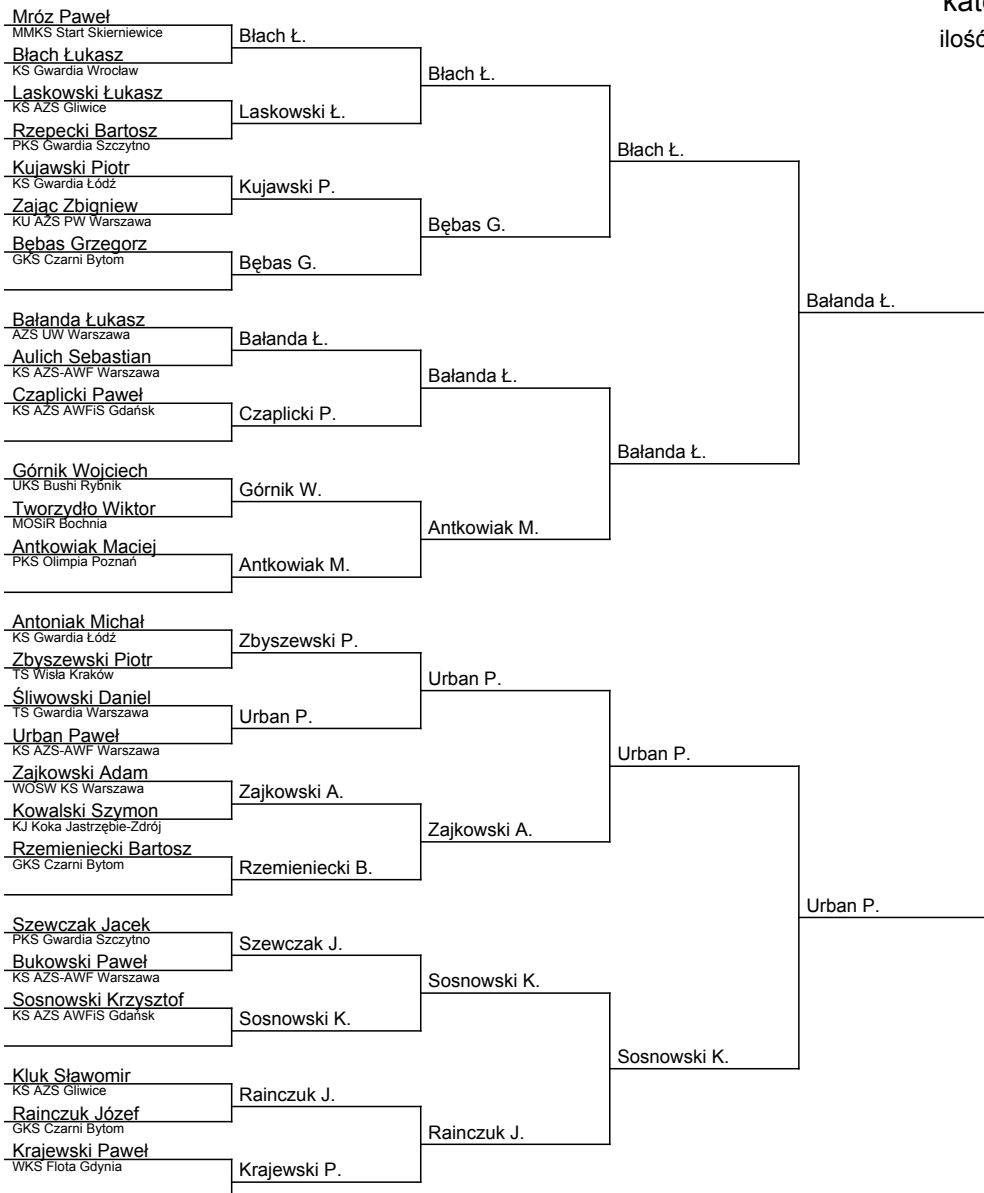 kat
ilość
Mróz Paweł
MMKS Start Skierniewice
Błach Łukasz
KS Gwardia Wrocław
Laskowski Łukasz
KS AZS Gliwice
Rzepecki Bartosz
PKS Gwardia Szczytno
Kujawski Piotr
KS Gwardia Łódź
Zając Zbigniew
KU AZS PW Warszawa
Bębas Grzegorz
GKS Czarni Bytom
Bałanda Łukasz
AZS UW Warszawa
Aulich Sebastian
KS AZS-AWF Warszawa
Czaplicki Paweł
KS AZS AWFiS Gdańsk
Górnik Wojciech
UKS Bushi Rybnik
Tworzydło Wiktor
MOSiR Bochnia
Antkowiak Maciej
PKS Olimpia Poznań
Antoniak Michał
KS Gwardia Łódź
Zbyszewski Piotr
TS Wisła Kraków
Śliwowski Daniel
TS Gwardia Warszawa
Urban Paweł
KS AZS-AWF Warszawa
Zajkowski Adam
WOSW KS Warszawa
Kowalski Szymon
KJ Koka Jastrzębie-Zdrój
Rzemieniecki Bartosz
GKS Czarni Bytom
Szewczak Jacek
PKS Gwardia Szczytno
Bukowski Paweł
KS AZS-AWF Warszawa
Sosnowski Krzysztof
KS AZS AWFiS Gdańsk
Kluk Sławomir
KS AZS Gliwice
Rainczuk Józef
GKS Czarni Bytom
Krajewski Paweł
WKS Flota Gdynia
Błach Ł.
Laskowski Ł.
Kujawski P.
Bębas G.
Bałanda Ł.
Czaplicki P.
Górnik W.
Antkowiak M.
Zbyszewski P.
Urban P.
Zajkowski A.
Rzemieniecki B.
Szewczak J.
Sosnowski K.
Rainczuk J.
Krajewski P.
Błach Ł.
Bębas G.
Bałanda Ł.
Antkowiak M.
Urban P.
Zajkowski A.
Sosnowski K.
Rainczuk J.
Błach Ł.
Bałanda Ł.
Urban P.
Sosnowski K.
Bałanda Ł.
Urban P.